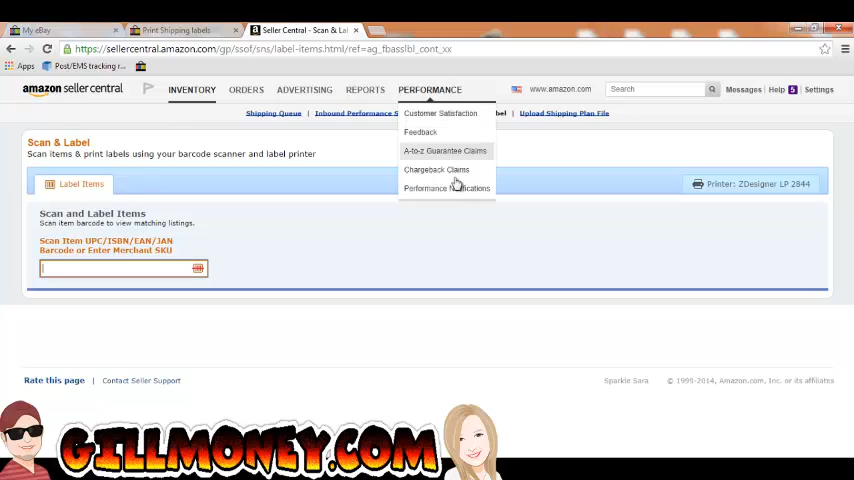 My eBay
Print Shipping labels
Seller Central - Scan & L
https://sellercentral.amazon.com/gp/ssof/sns/label-items.html/ref=ag_fbasslbl_cont_xx
Apps
Post/EMS tracking r...
amazon seller central
INVENTORY
ORDERS
ADVERTISING
REPORTS
PERFORMANCE
www.amazon.com
Search
Messages
Help 5
Settings
Shipping Queue
Inbound Performance S
bel
Upload Shipping Plan File
Customer Satisfaction
Feedback
A-to-z Guarantee Claims
Chargeback Claims
Performance Notifications
Scan & Label
Scan items & print labels using your barcode scanner and label printer
Label Items
Printer: ZDesigner LP 2844
Scan and Label Items
Scan item barcode to view matching listings.
Scan Item UPC/ISBN/EAN/JAN
Barcode or Enter Merchant SKU
Rate this page
Contact Seller Support
Sparkle Sara
© 1999-2014, Amazon.com, Inc. or its affiliates
GILLMONEY.COM